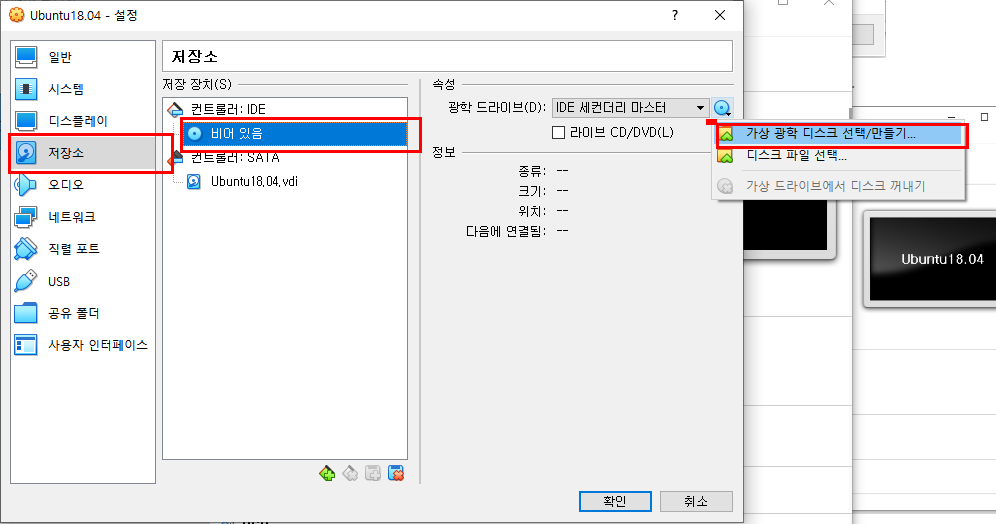 Ubuntu18.04 - 설정
일반
시스템
디스플레이
저장소
오디오
네트워크
직렬 포트
USB
공유 폴더
사용자 인터페이스
저장소
저장 장치(S)
컨트롤러: IDE
비어 있음
컨트롤러: SATA
Ubuntu18.04.vdi
속성
광학 드라이브(D): IDE 세컨더리 마스터
라이브 CD/DVD(L)
정보
종류: --
크기: --
위치: --
다음에 연결됨: --
가상 광학 디스크 선택/만들기...
디스크 파일 선택...
가상 드라이브에서 디스크 꺼내기
Ubuntu18.04
확인
취소